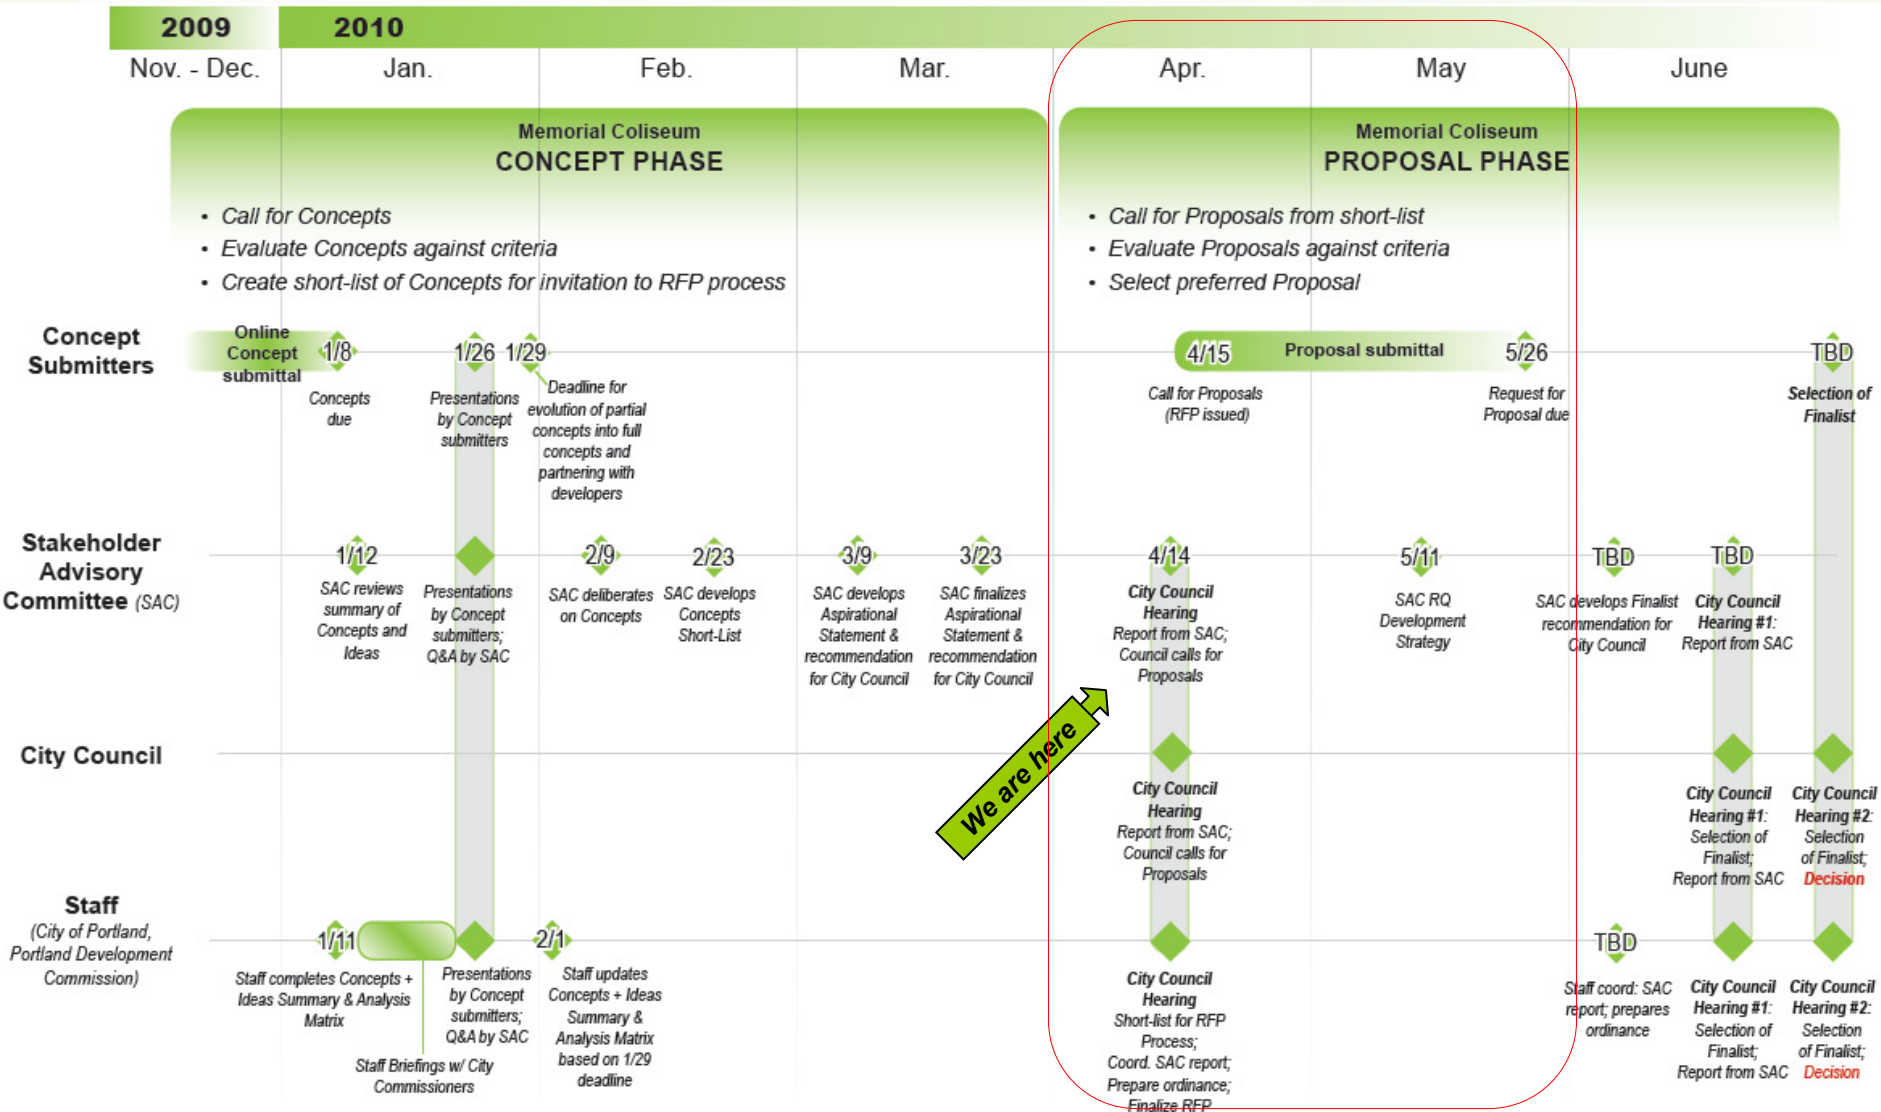 2009
2010
Nov. - Dec.
Jan.
Feb.
Mar.
Apr.
May
June
Memorial Coliseum
CONCEPT PHASE
• Call for Concepts
• Evaluate Concepts against criteria
• Create short-list of Concepts for invitation to RFP process
Memorial Coliseum
PROPOSAL PHASE
• Call for Proposals from short-list
• Evaluate Proposals against criteria
• Select preferred Proposal
Concept
Submitters
Online
Concept
submittal
1/8
Concepts
due
1/26
Presentations
by Concept
submitters
1/29
Deadline for
evolution of partial
concepts into full
concepts and
partnering with
developers
4/15
Call for Proposals
(RFP issued)
Proposal submittal
5/26
Request for
Proposal due
TBD
Selection of
Finalist
Stakeholder
Advisory
Committee (SAC)
1/12
SAC reviews
summary of
Concepts and
Ideas
Presentations
by Concept
submitters;
Q&A by SAC
2/9
SAC deliberates
on Concepts
2/23
SAC develops
Concepts
Short-List
3/9
SAC develops
Aspirational
Statement &
recommendation
for City Council
3/23
SAC finalizes
Aspirational
Statement &
recommendation
for City Council
4/14
City Council
Hearing
Report from SAC;
Council calls for
Proposals
5/11
SAC RQ
Development
Strategy
TBD
SAC develops Finalist
recommendation for
City Council
TBD
City Council
Hearing #1:
Report from SAC
We are here
City Council
City Council
Hearing
Report from SAC;
Council calls for
Proposals
City Council
Hearing #1:
Selection of
Finalist;
Report from SAC
City Council
Hearing #2:
Selection
of Finalist;
Decision
Staff
(City of Portland,
Portland Development
Commission)
1/11
Staff completes Concepts +
Ideas Summary & Analysis
Matrix
Staff Briefings w/ City
Commissioners
Presentations
by Concept
submitters;
Q&A by SAC
2/1
Staff updates
Concepts + Ideas
Summary &
Analysis Matrix
based on 1/29
deadline
City Council
Hearing
Short-list for RFP
Process;
Coord. SAC report;
Prepare ordinance;
Finalize RFP
TBD
Staff coord: SAC
report; prepares
ordinance
City Council
Hearing #1:
Selection of
Finalist;
Report from SAC
City Council
Hearing #2:
Selection
of Finalist;
Decision